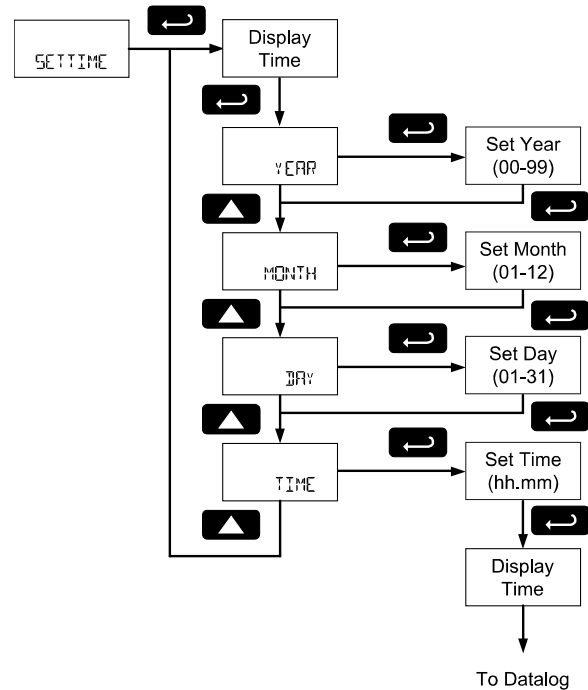 SETTIME
Display
Time
YEAR
Set Year
(00-99)
MONTH
Set Month
(01-12)
DAY
Set Day
(01-31)
TIME
Set Time
(hh.mm)
Display
Time
To Datalog